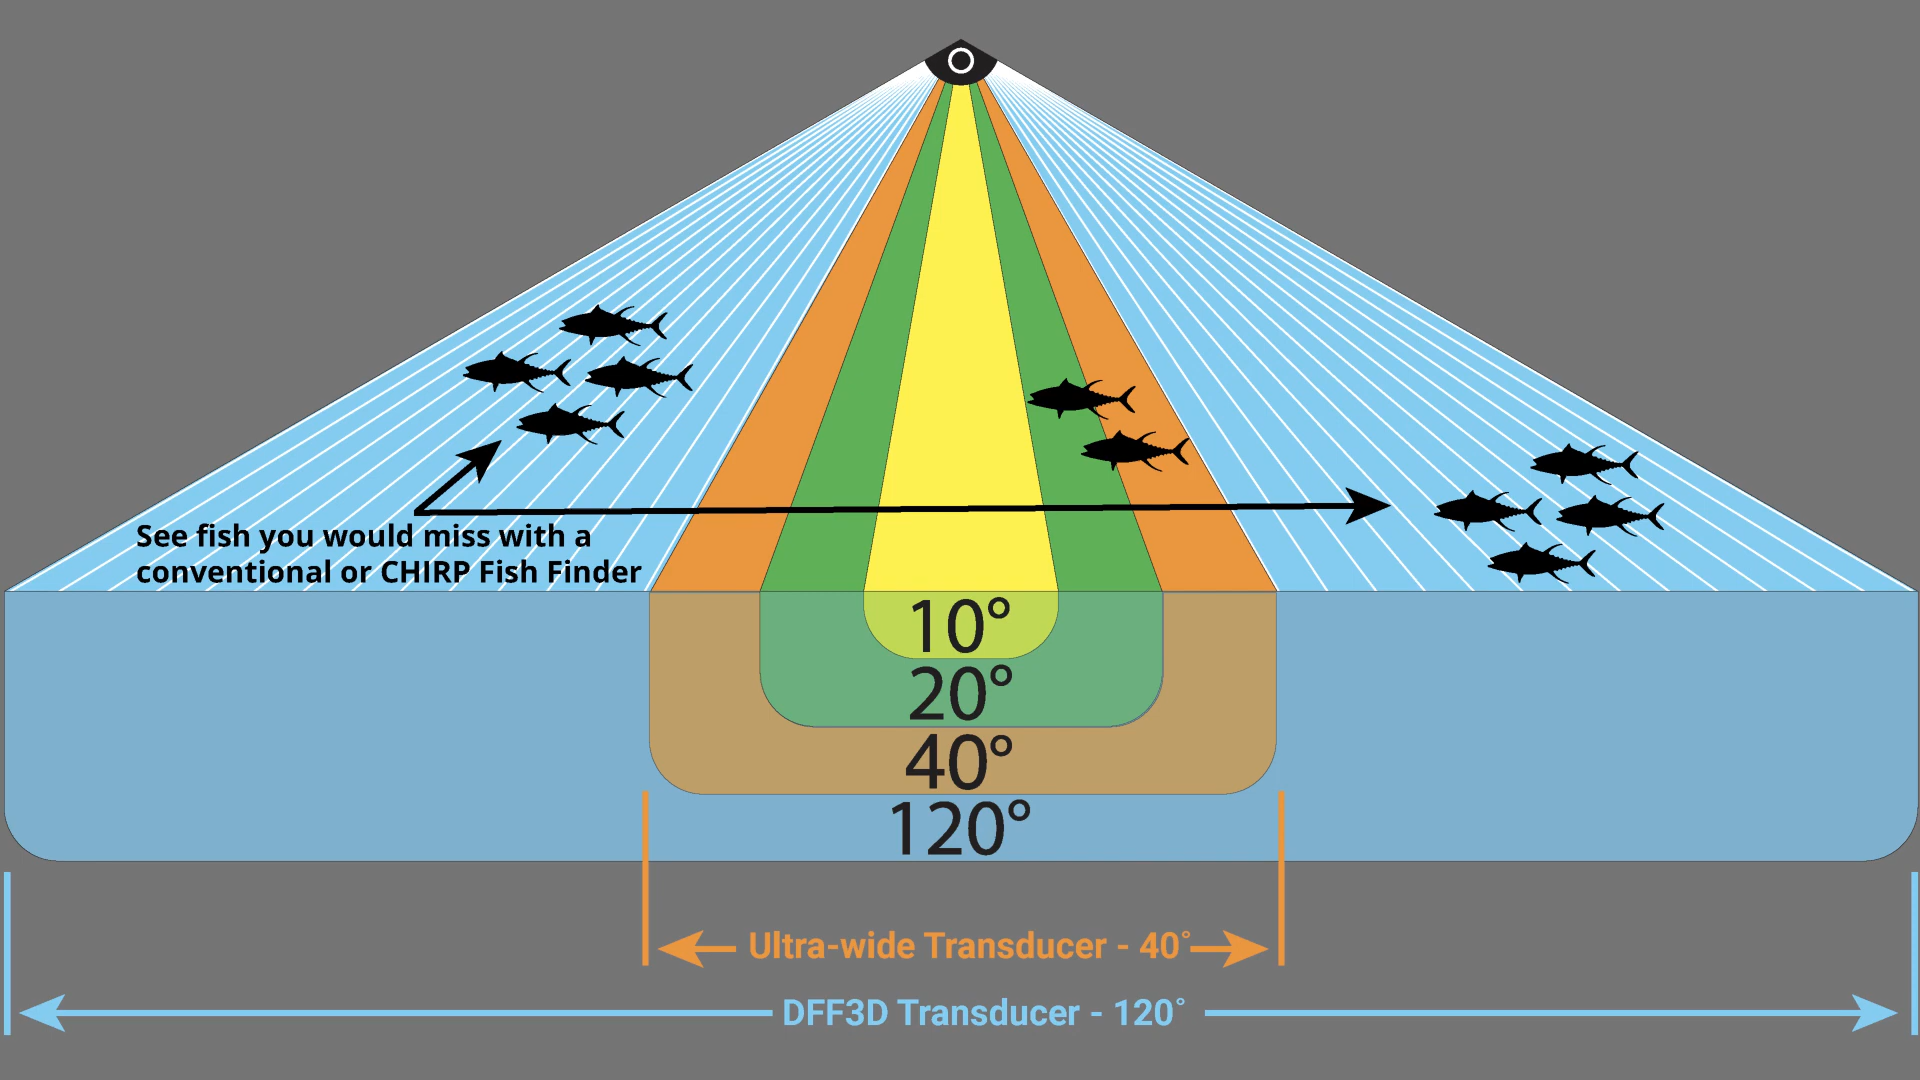 See fish you would miss with a
conventional or CHIRP Fish Finder
10°
20°
40°
120°
Ultra-wide Transducer - 40°
DFF3D Transducer - 120°